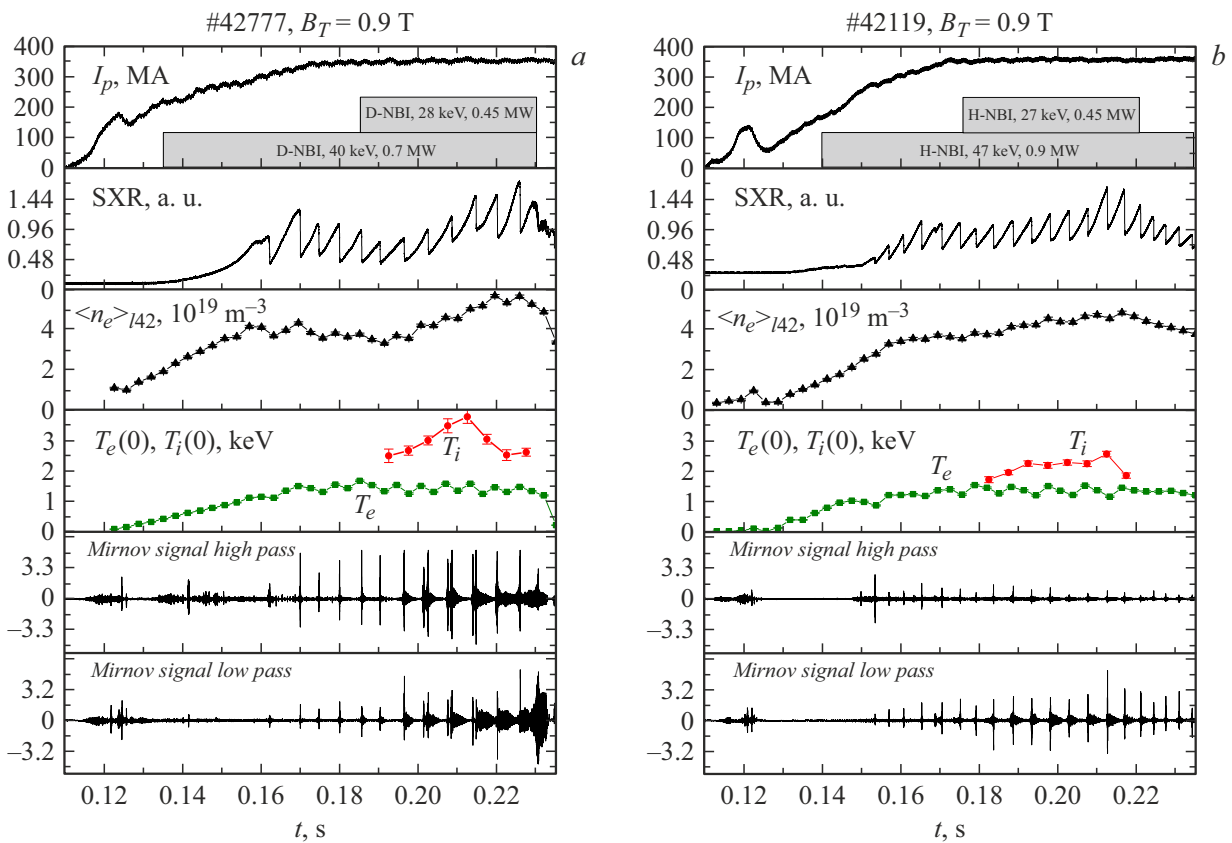 #42777, B_T = 0.9 T
a
400
300
200
100
0
I_p, MA
D-NBI, 28 keV, 0.45 MW
D-NBI, 40 keV, 0.7 MW
1.44
0.96
0.48
0
SXR, a. u.
4
2
0
<n_e>_l42, 10^19 m^–3
3
2
1
0
T_e(0), T_i(0), keV
T_i
T_e
3.3
0
–3.3
Mirnov signal high pass
3.2
0
–3.2
Mirnov signal low pass
0.12 0.14 0.16 0.18 0.20 0.22
t, s
#42119, B_T = 0.9 T
b
400
300
200
100
0
I_p, MA
H-NBI, 27 keV, 0.45 MW
H-NBI, 47 keV, 0.9 MW
1.44
0.96
0.48
0
SXR, a. u.
4
2
0
<n_e>_l42, 10^19 m^–3
3
2
1
0
T_e(0), T_i(0), keV
T_i
T_e
3.3
0
–3.3
Mirnov signal high pass
3.2
0
–3.2
Mirnov signal low pass
0.12 0.14 0.16 0.18 0.20 0.22
t, s